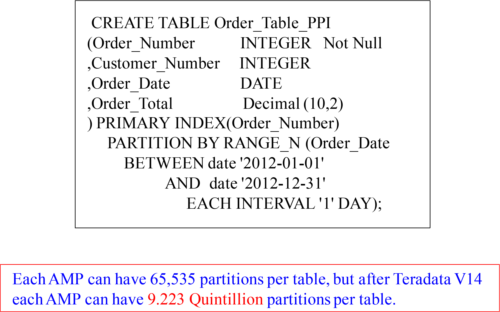 CREATE TABLE Order_Table_PPI
(Order_Number INTEGER Not Null
,Customer_Number INTEGER
,Order_Date DATE
,Order_Total Decimal (10,2)
) PRIMARY INDEX(Order_Number)
PARTITION BY RANGE_N (Order_Date
BETWEEN date '2012-01-01'
AND date '2012-12-31'
EACH INTERVAL '1' DAY);
Each AMP can have 65,535 partitions per table, but after Teradata V14
each AMP can have 9.223 Quintillion partitions per table.